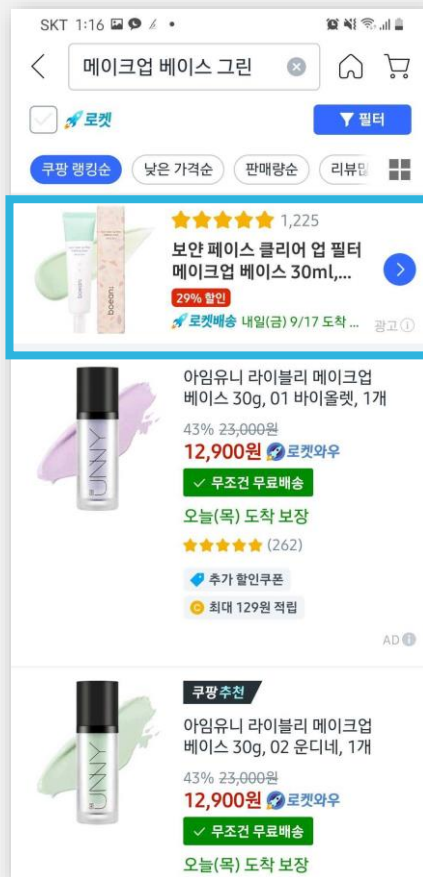 SKT 1:16
메이크업 베이스 그린
로켓
필터
쿠팡 랭킹순
낮은 가격순
판매량순
리뷰많
1,225
보얀 페이스 클리어 업 필터
메이크업 베이스 30ml,...
29% 할인
로켓배송 내일(금) 9/17 도착 ...
광고
boean:
아임유니 라이블리 메이크업
베이스 30g, 01 바이올렛, 1개
43% 23,000원
12,900원 로켓와우
무조건 무료배송
오늘(목) 도착 보장
(262)
추가 할인쿠폰
최대 129원 적립
AD
UNNY
쿠팡추천
아임유니 라이블리 메이크업
베이스 30g, 02 운디네, 1개
43% 23,000원
12,900원 로켓와우
무조건 무료배송
오늘(목) 도착 보장
UNNY